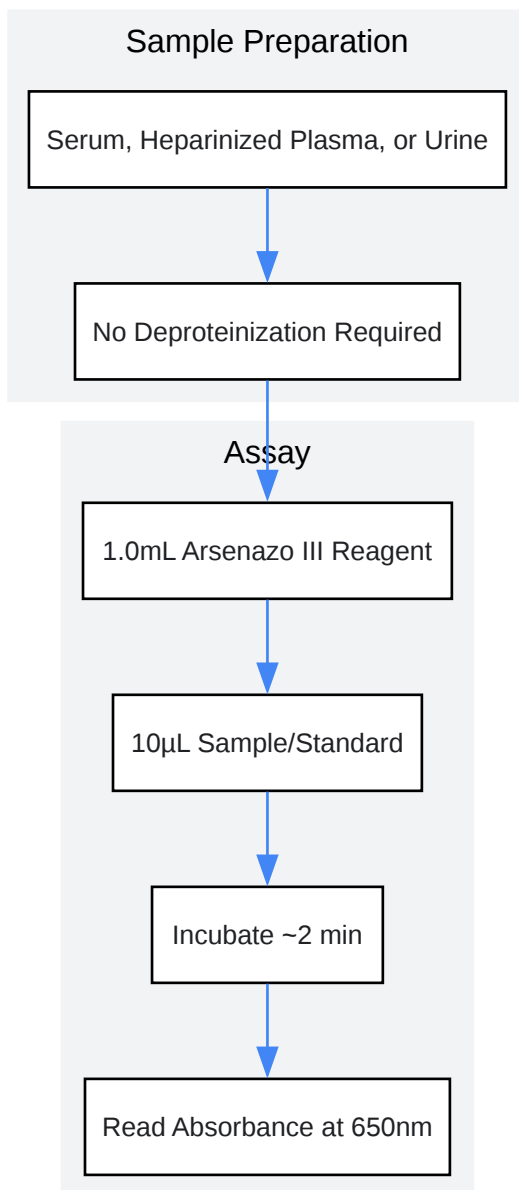 Sample Preparation
Serum, Heparinized Plasma, or Urine
No Deproteinization Required
Assay
1.0mL Arsenazo III Reagent
10µL Sample/Standard
Incubate ~2 min
Read Absorbance at 650nm